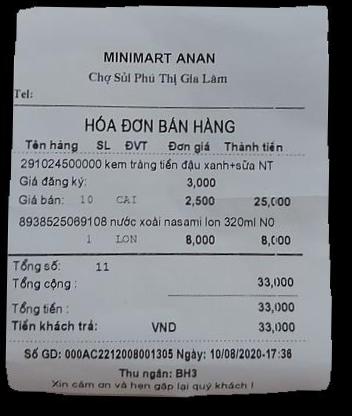 MINIMART ANAN
Chợ Sủi Phú Thị Gia Lâm
Tel:
HÓA ĐƠN BÁN HÀNG
Tên hàng SL ĐVT Đơn giá Thành tiền
291024500000 kem tràng tiền đậu xanh+sữa NT
Giá đăng ký: 3,000
Giá bán: 10 CAI 2,500 25,000
8938525069108 nước xoài nasami lon 320ml N0
1 LON 8,000 8,000
Tổng số: 11
Tổng cộng : 33,000
Tổng tiền : 33,000
Tiền khách trả: VND 33,000
Số GD: 000AC2212008001305 Ngày: 10/08/2020-17:36
Thu ngân: BH3
Xin cảm ơn và hẹn gặp lại quý khách !